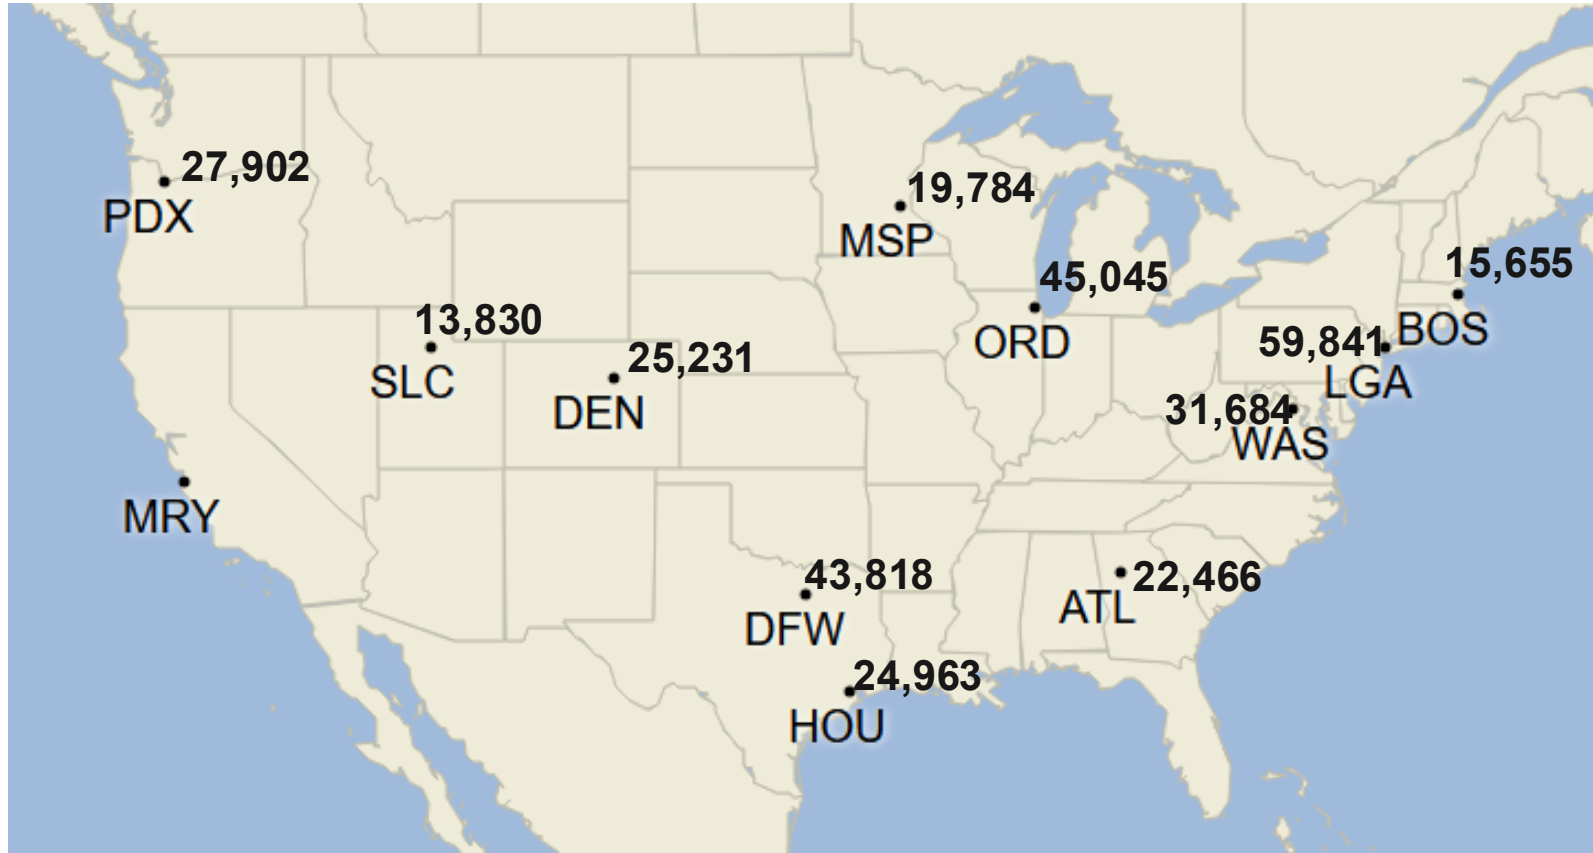 27,902
PDX
19,784
MSP
45,045
ORD
15,655
BOS
13,830
SLC
25,231
DEN
59,841
LGA
31,684
WAS
MRY
43,818
DFW
22,466
ATL
24,963
HOU